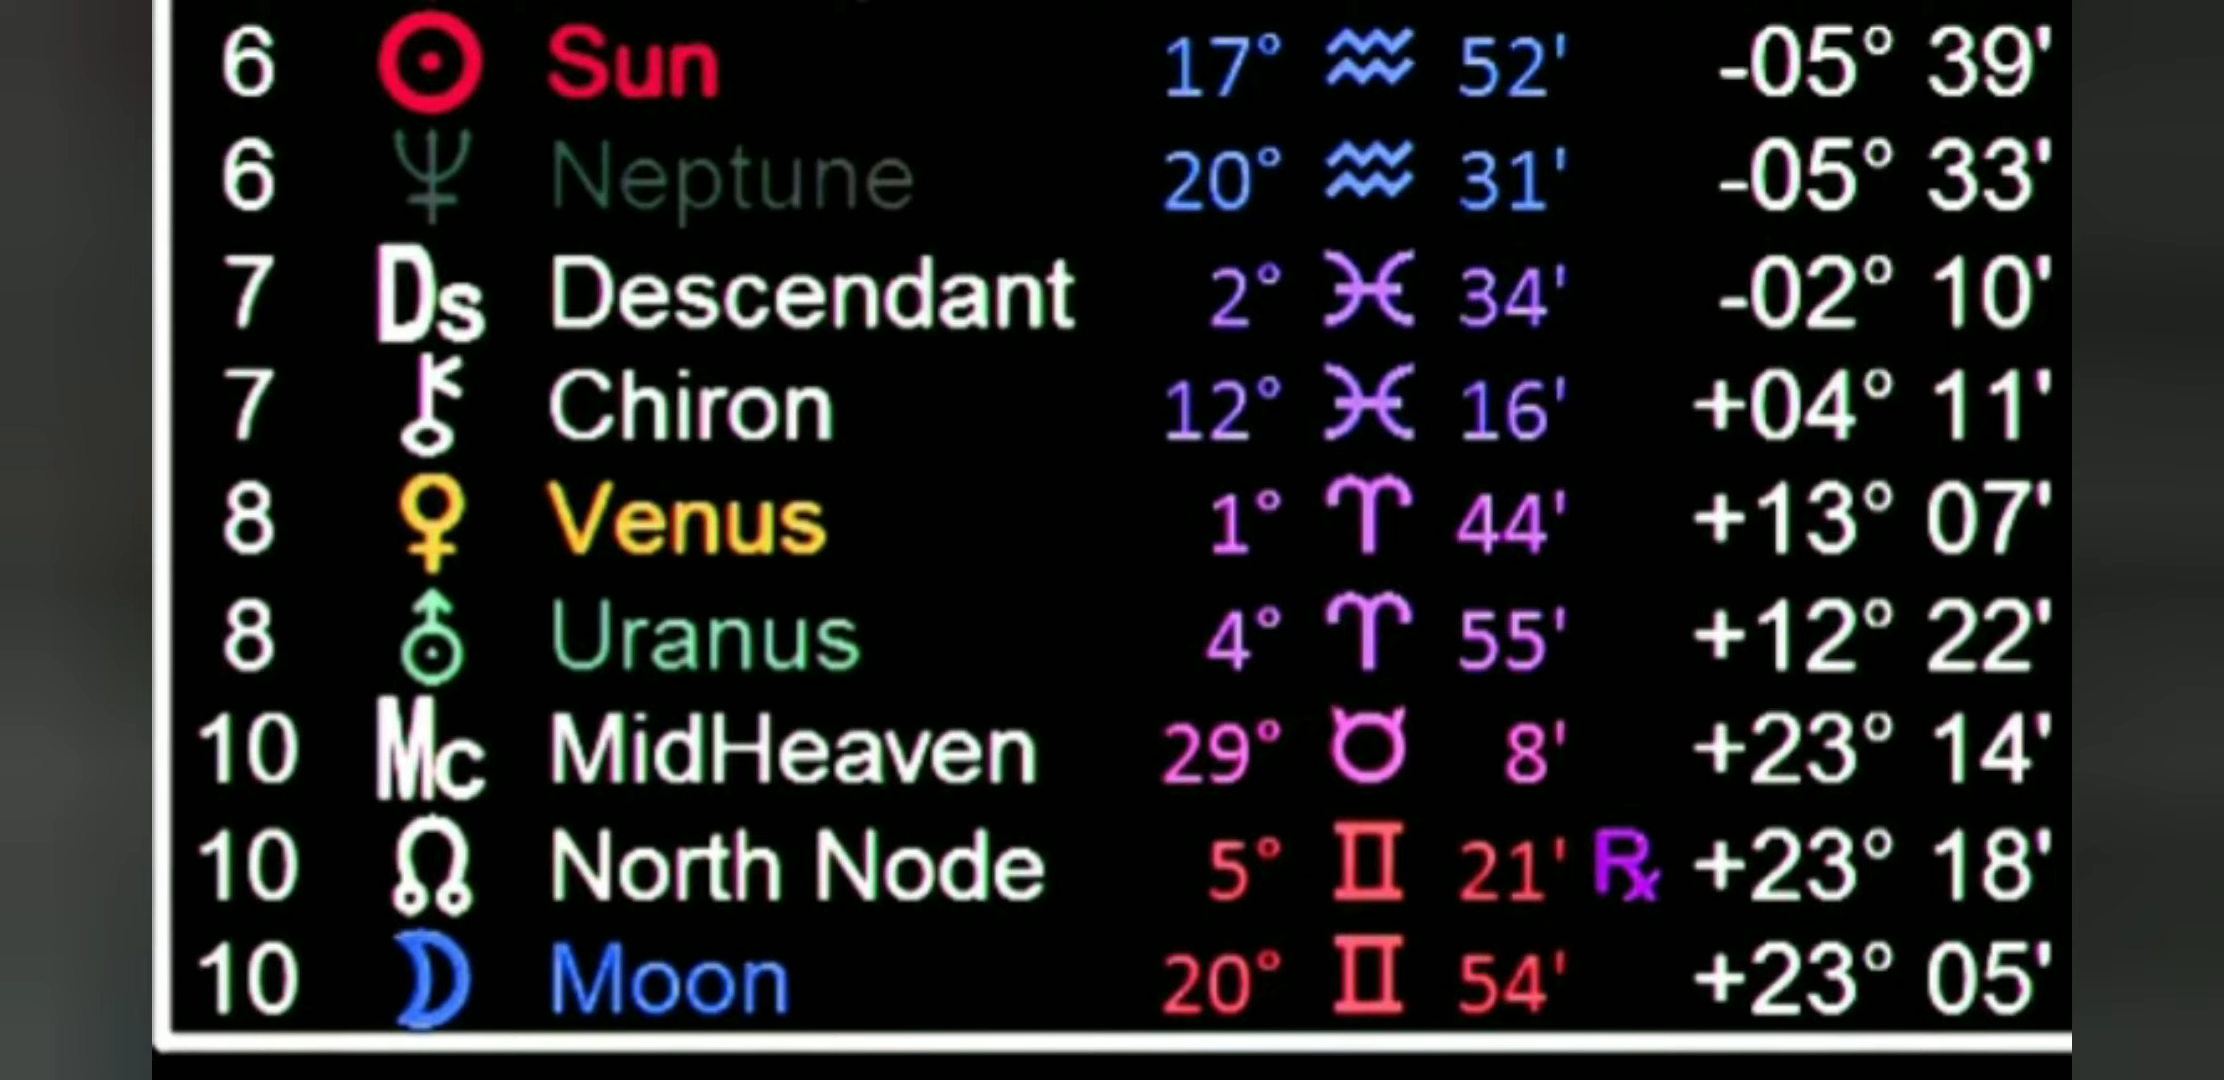 6 ☉ Sun 17° ♒ 52' -05° 39'
6 ♆ Neptune 20° ♒ 31' -05° 33'
7 Ds Descendant 2° ♓ 34' -02° 10'
7 ⚷ Chiron 12° ♓ 16' +04° 11'
8 ♀ Venus 1° ♈ 44' +13° 07'
8 ⛢ Uranus 4° ♈ 55' +12° 22'
10 Mc MidHeaven 29° ♉ 8' +23° 14'
10 ☊ North Node 5° ♊ 21' ℞ +23° 18'
10 ☽ Moon 20° ♊ 54' +23° 05'